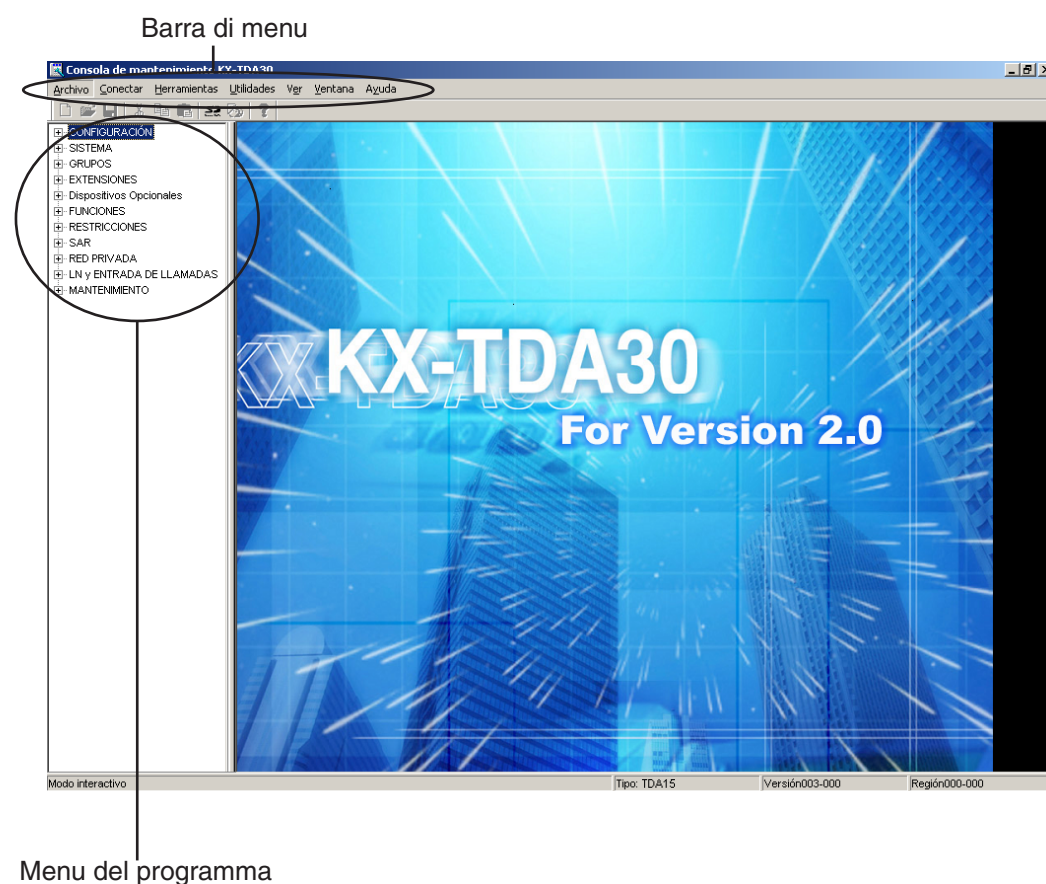 Barra di menu
Consola de mantenimiento KX-TDA30
Archivo Conectar Herramientas Utilidades Ver Ventana Ayuda
CONFIGURACIÓN
SISTEMA
GRUPOS
EXTENSIONES
Dispositivos Opcionales
FUNCIONES
RESTRICCIONES
SAR
RED PRIVADA
LN y ENTRADA DE LLAMADAS
MANTENIMIENTO
KX-TDA30
For Version 2.0
Modo interactivo Tipo: TDA15 Versión003-000 Región000-000
Menu del programma